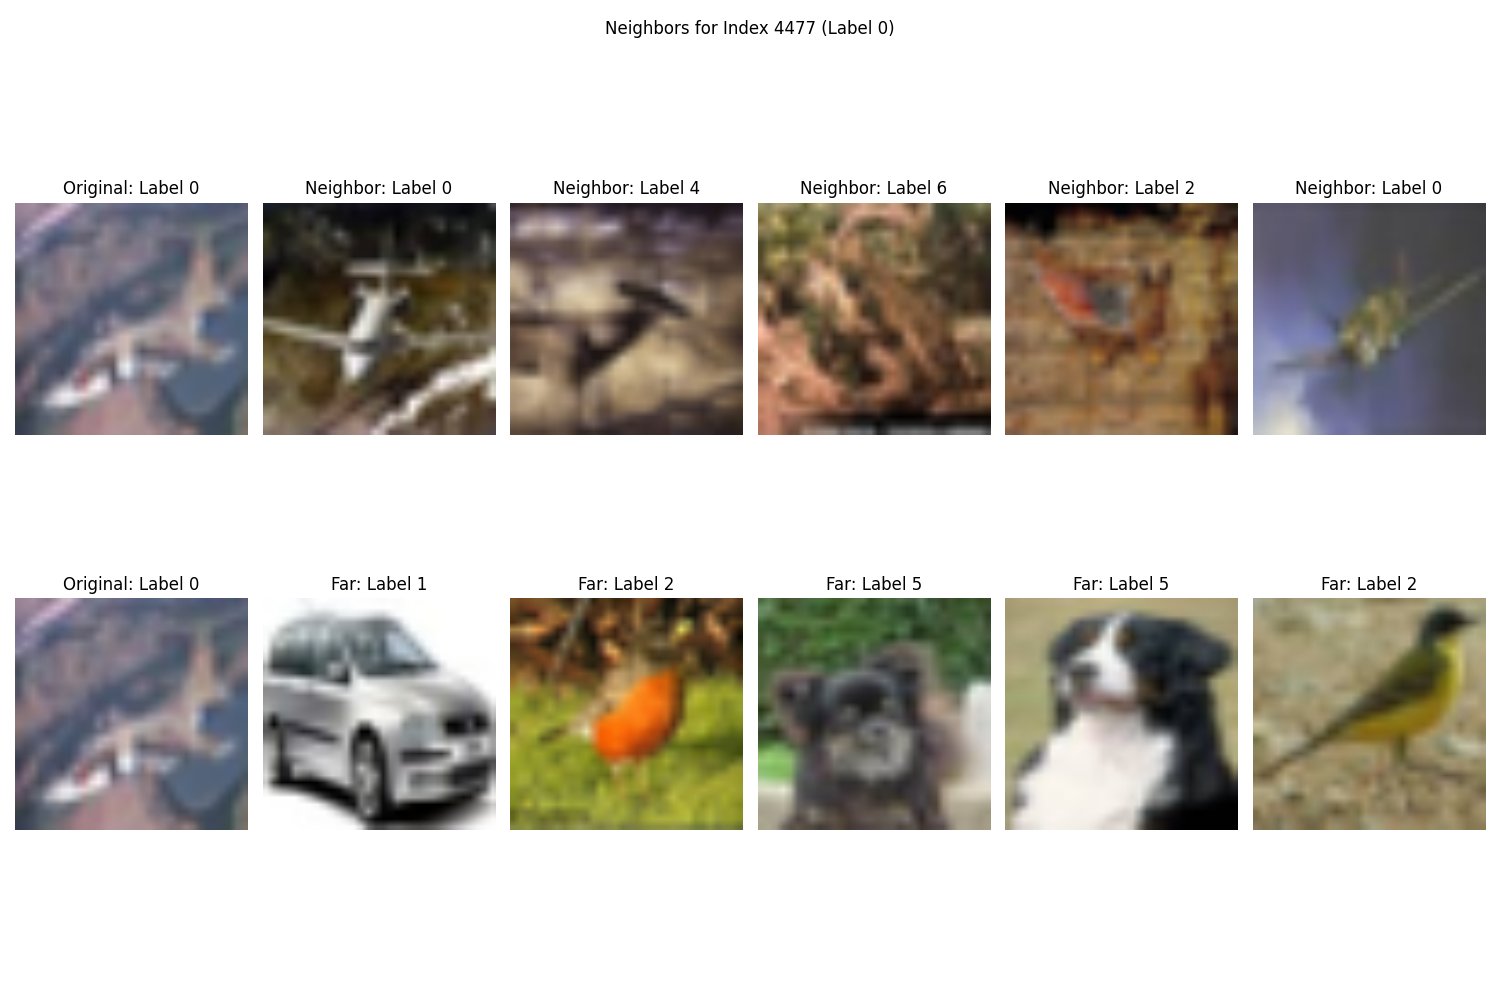 Neighbors for Index 4477 (Label 0)
Original: Label 0
Neighbor: Label 0
Neighbor: Label 4
Neighbor: Label 6
Neighbor: Label 2
Neighbor: Label 0
Original: Label 0
Far: Label 1
Far: Label 2
Far: Label 5
Far: Label 5
Far: Label 2